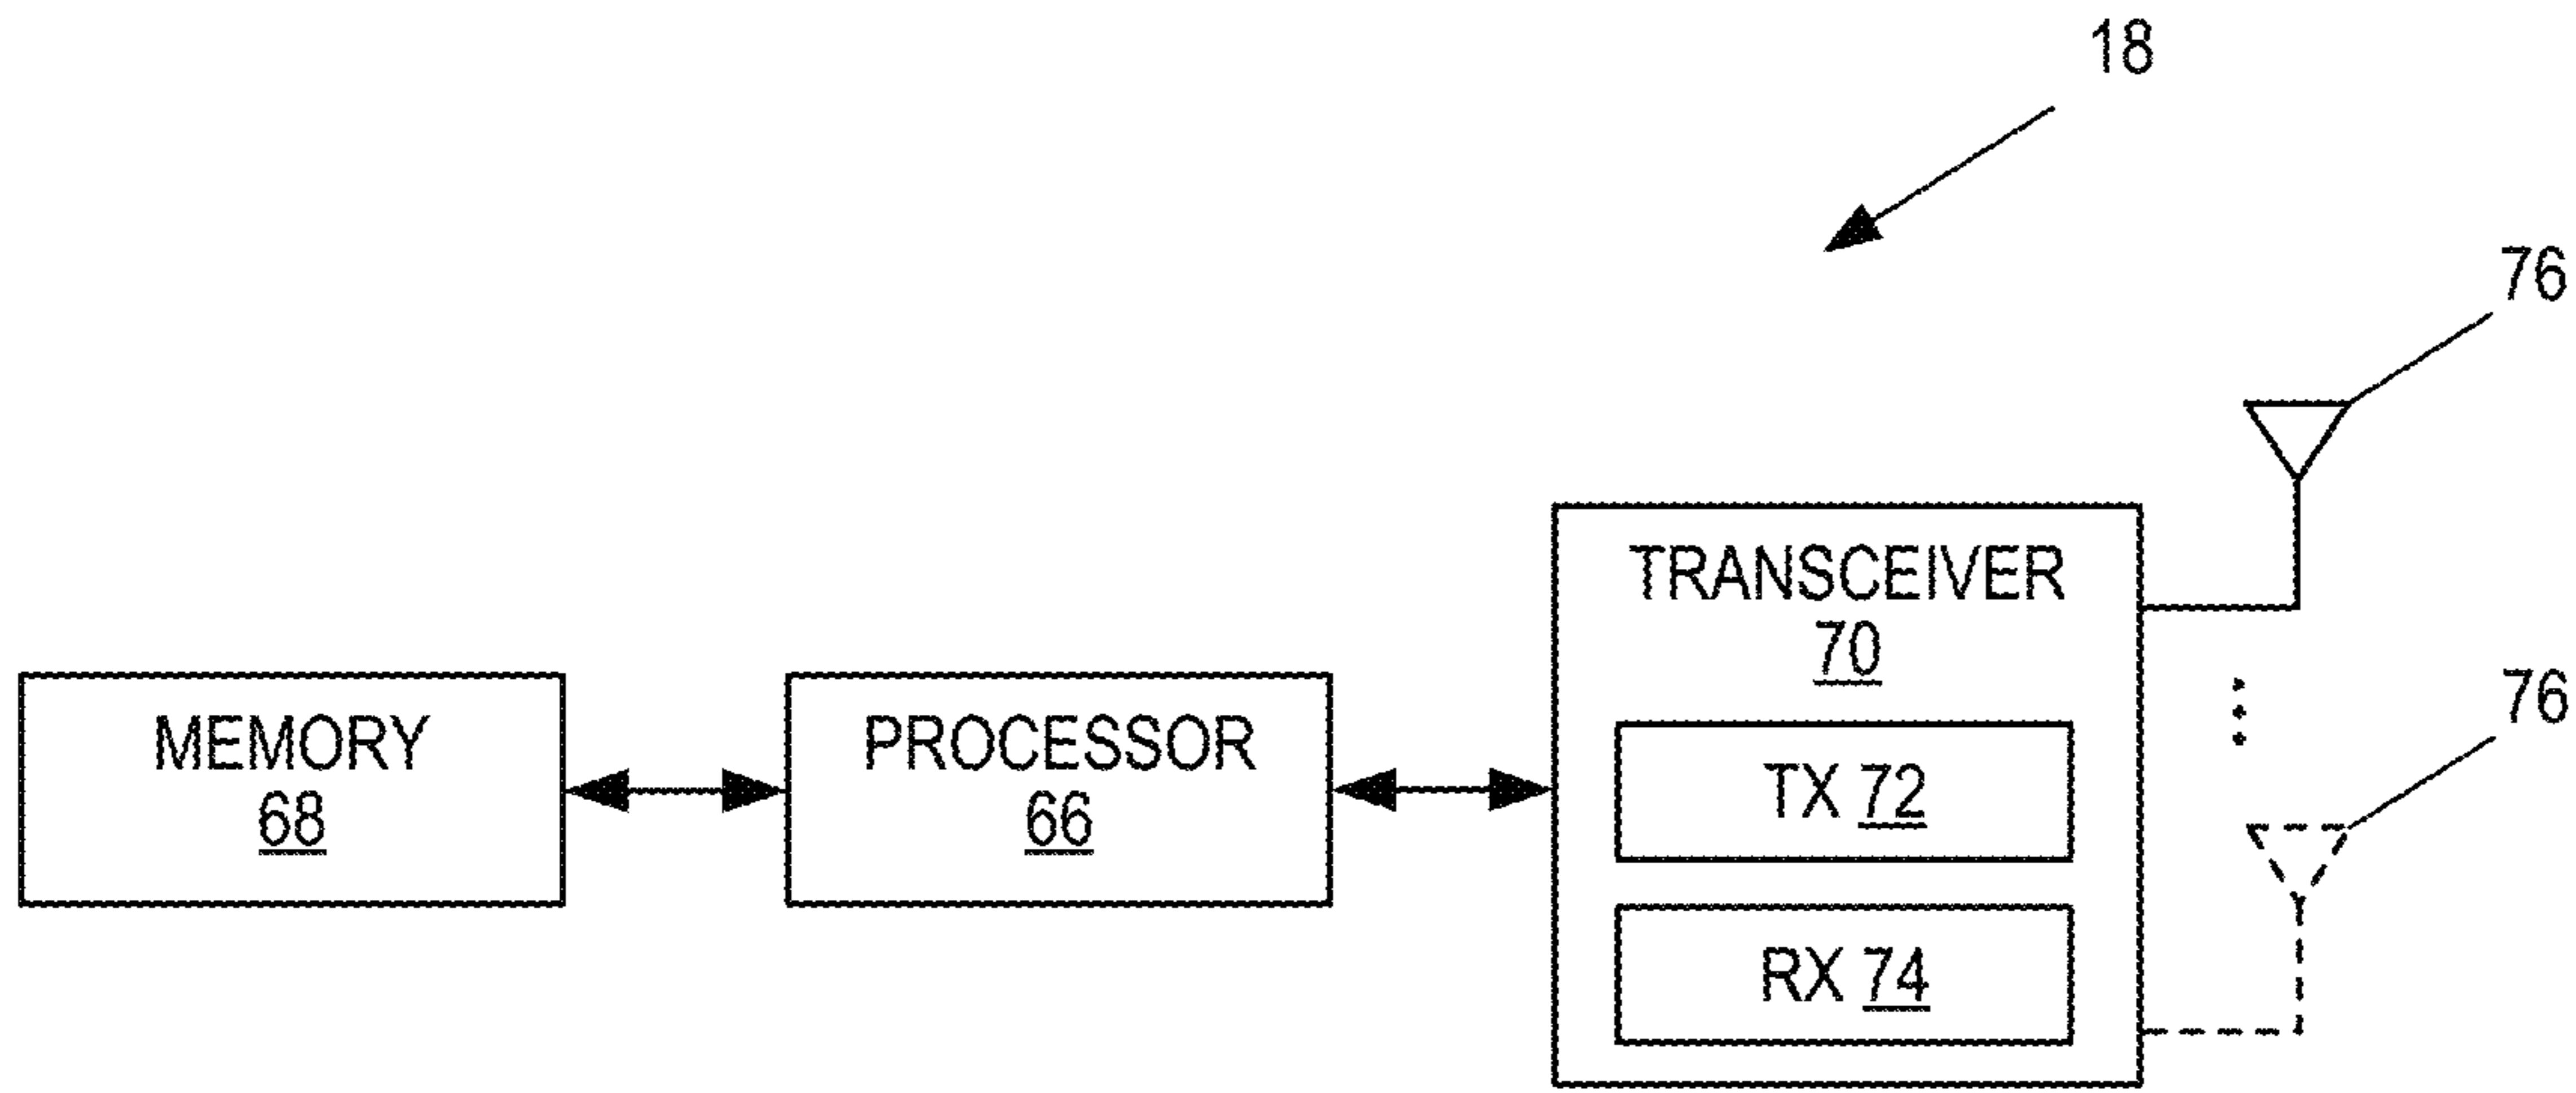 18
76
TRANSCEIVER
70
76
MEMORY
68
PROCESSOR
66
TX 72
RX 74